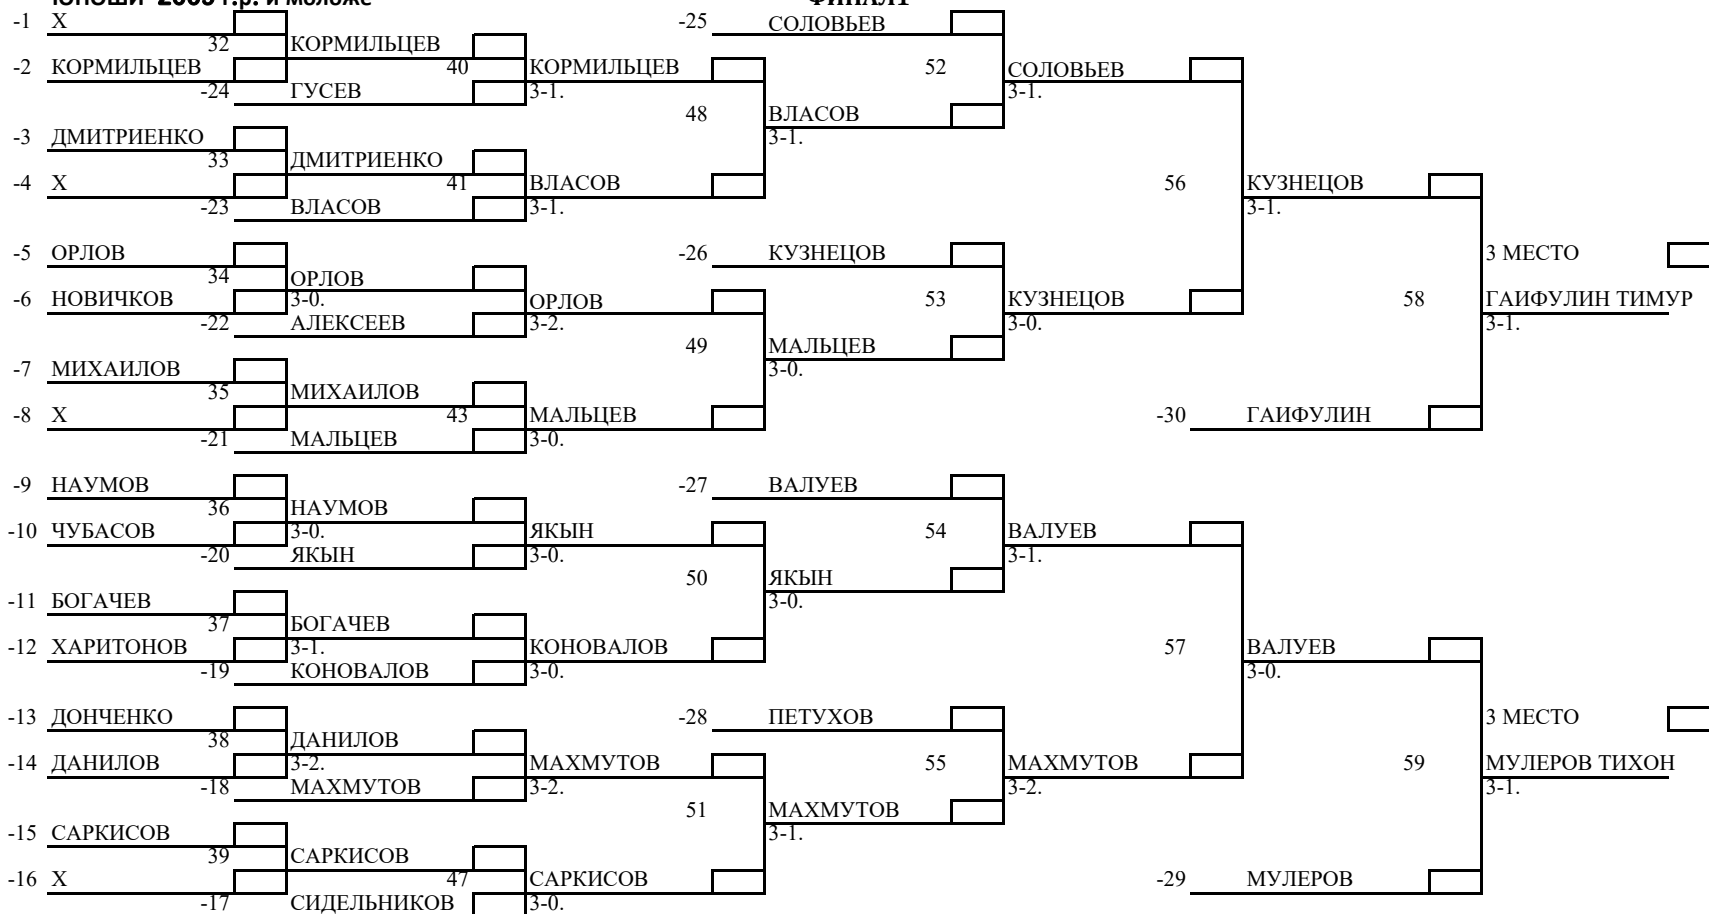 ЮНОШИ 2003 г.р. и моложе ФИНАЛ1
-1 Х -25 СОЛОВЬЕВ
32 КОРМИЛЬЦЕВ
-2 КОРМИЛЬЦЕВ 40 КОРМИЛЬЦЕВ 52 СОЛОВЬЕВ
-24 ГУСЕВ 3-1. 3-1.
48 ВЛАСОВ
-3 ДМИТРИЕНКО 3-1.
33 ДМИТРИЕНКО
-4 Х 41 ВЛАСОВ 56 КУЗНЕЦОВ
-23 ВЛАСОВ 3-1. 3-1.
-5 ОРЛОВ -26 КУЗНЕЦОВ 3 МЕСТО
34 ОРЛОВ
-6 НОВИЧКОВ 3-0. ОРЛОВ 53 КУЗНЕЦОВ 58 ГАИФУЛИН ТИМУР
-22 АЛЕКСЕЕВ 3-2. 3-0. 3-1.
49 МАЛЬЦЕВ
-7 МИХАИЛОВ 3-0.
35 МИХАИЛОВ
-8 Х 43 МАЛЬЦЕВ -30 ГАИФУЛИН
-21 МАЛЬЦЕВ 3-0.
-9 НАУМОВ -27 ВАЛУЕВ
36 НАУМОВ
-10 ЧУБАСОВ 3-0. ЯКЫН 54 ВАЛУЕВ
-20 ЯКЫН 3-0. 3-1.
50 ЯКЫН
-11 БОГАЧЕВ 3-0.
37 БОГАЧЕВ
-12 ХАРИТОНОВ 3-1. КОНОВАЛОВ 57 ВАЛУЕВ
-19 КОНОВАЛОВ 3-0. 3-0.
-13 ДОНЧЕНКО -28 ПЕТУХОВ 3 МЕСТО
38 ДАНИЛОВ
-14 ДАНИЛОВ 3-2. МАХМУТОВ 55 МАХМУТОВ 59 МУЛЕРОВ ТИХОН
-18 МАХМУТОВ 3-2. 3-2. 3-1.
51 МАХМУТОВ
-15 САРКИСОВ 3-1.
39 САРКИСОВ
-16 Х 47 САРКИСОВ -29 МУЛЕРОВ
-17 СИДЕЛЬНИКОВ 3-0.